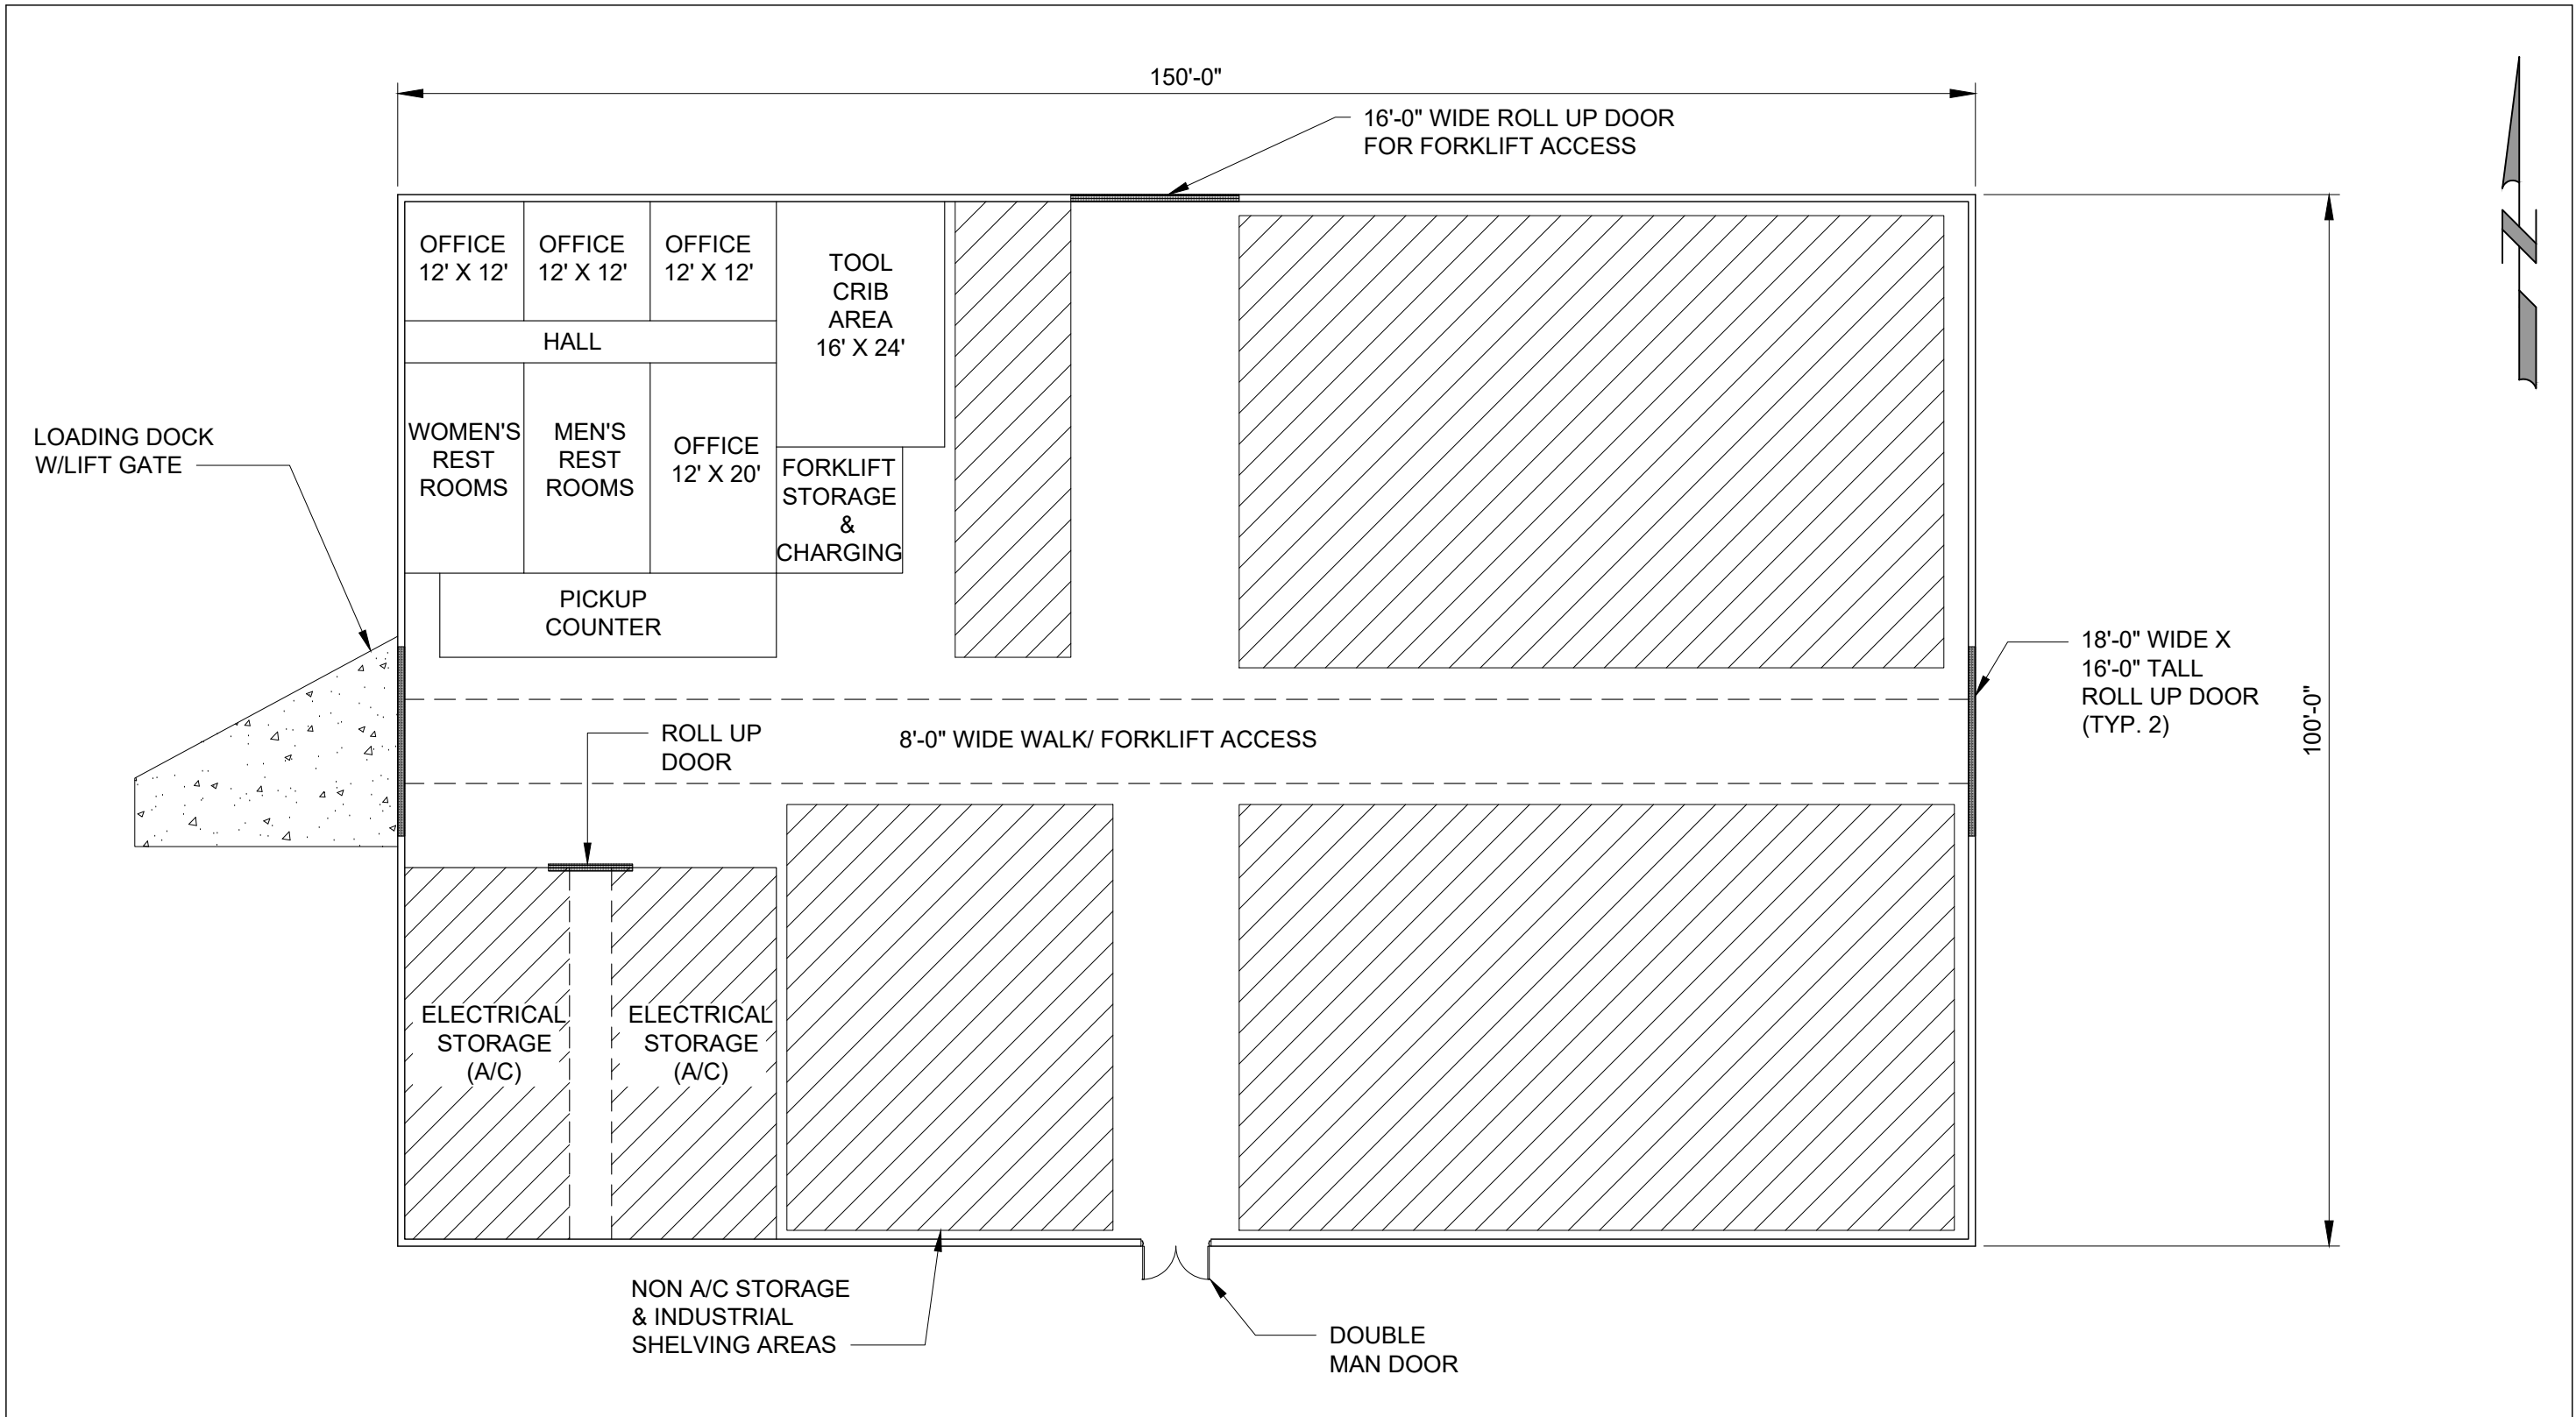 150'-0"
16'-0" WIDE ROLL UP DOOR
FOR FORKLIFT ACCESS
OFFICE
12' X 12'
OFFICE
12' X 12'
OFFICE
12' X 12'
TOOL
CRIB
AREA
16' X 24'
HALL
N
LOADING DOCK
W/LIFT GATE
WOMEN'S
REST
ROOMS
MEN'S
REST
ROOMS
OFFICE
12' X 20'
FORKLIFT
STORAGE
&
CHARGING
PICKUP
COUNTER
18'-0" WIDE X
16'-0" TALL
ROLL UP DOOR
(TYP. 2)
100'-0"
ROLL UP
DOOR
8'-0" WIDE WALK/ FORKLIFT ACCESS
ELECTRICAL
STORAGE
(A/C)
ELECTRICAL
STORAGE
(A/C)
NON A/C STORAGE
& INDUSTRIAL
SHELVING AREAS
DOUBLE
MAN DOOR